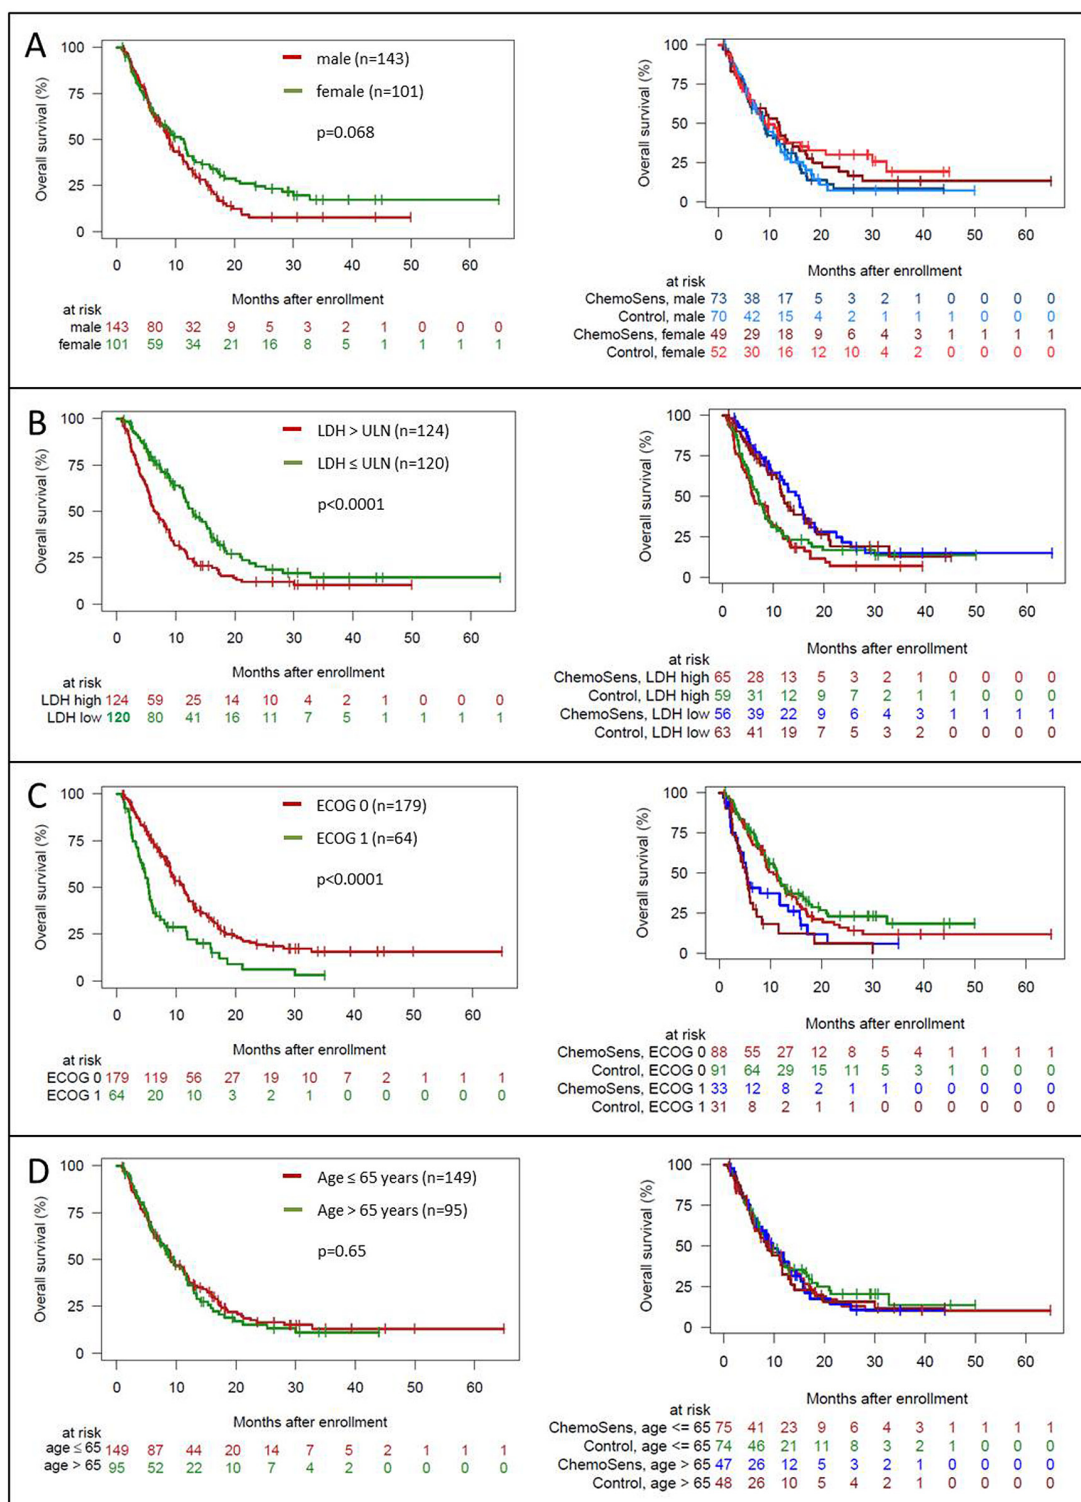 A
Overall survival (%)
100
75
50
25
0
male (n=143)
female (n=101)
p=0.068
0 10 20 30 40 50 60
Months after enrollment
at risk
male 143 80 32 9 5 3 2 1 0 0 0
female 101 59 34 21 16 8 5 1 1 1 1
Overall survival (%)
100
75
50
25
0
0 10 20 30 40 50 60
Months after enrollment
at risk
ChemoSens, male 73 38 17 5 3 2 1 0 0 0 0
Control, male 70 42 15 4 2 1 1 1 0 0 0
ChemoSens, female 49 29 18 9 6 4 3 1 1 1 1
Control, female 52 30 16 12 10 4 2 0 0 0 0
B
Overall survival (%)
100
75
50
25
0
LDH > ULN (n=124)
LDH ≤ ULN (n=120)
p<0.0001
0 10 20 30 40 50 60
Months after enrollment
at risk
LDH high 124 59 25 14 10 4 2 1 0 0 0
LDH low 120 80 41 16 11 7 5 1 1 1 1
Overall survival (%)
100
75
50
25
0
0 10 20 30 40 50 60
Months after enrollment
at risk
ChemoSens, LDH high 65 28 13 5 3 2 1 0 0 0 0
Control, LDH high 59 31 12 9 7 2 1 1 0 0 0
ChemoSens, LDH low 56 39 22 9 6 4 3 1 1 1 1
Control, LDH low 63 41 19 7 5 3 2 0 0 0 0
C
Overall survival (%)
100
75
50
25
0
ECOG 0 (n=179)
ECOG 1 (n=64)
p<0.0001
0 10 20 30 40 50 60
Months after enrollment
at risk
ECOG 0 179 119 56 27 19 10 7 2 1 1 1
ECOG 1 64 20 10 3 2 1 0 0 0 0 0
Overall survival (%)
100
75
50
25
0
0 10 20 30 40 50 60
Months after enrollment
at risk
ChemoSens, ECOG 0 88 55 27 12 8 5 4 1 1 1 1
Control, ECOG 0 91 64 29 15 11 5 3 1 0 0 0
ChemoSens, ECOG 1 33 12 8 2 1 1 0 0 0 0 0
Control, ECOG 1 31 8 2 1 1 0 0 0 0 0 0
D
Overall survival (%)
100
75
50
25
0
Age ≤ 65 years (n=149)
Age > 65 years (n=95)
p=0.65
0 10 20 30 40 50 60
Months after enrollment
at risk
age ≤ 65 149 87 44 20 14 7 5 2 1 1 1
age > 65 95 52 22 10 7 4 2 0 0 0 0
Overall survival (%)
100
75
50
25
0
0 10 20 30 40 50 60
Months after enrollment
at risk
ChemoSens, age <= 65 75 41 23 9 6 4 3 1 1 1 1
Control, age <= 65 74 46 21 11 8 3 2 1 0 0 0
ChemoSens, age > 65 47 26 12 5 3 2 1 0 0 0 0
Control, age > 65 48 26 10 5 4 2 1 0 0 0 0